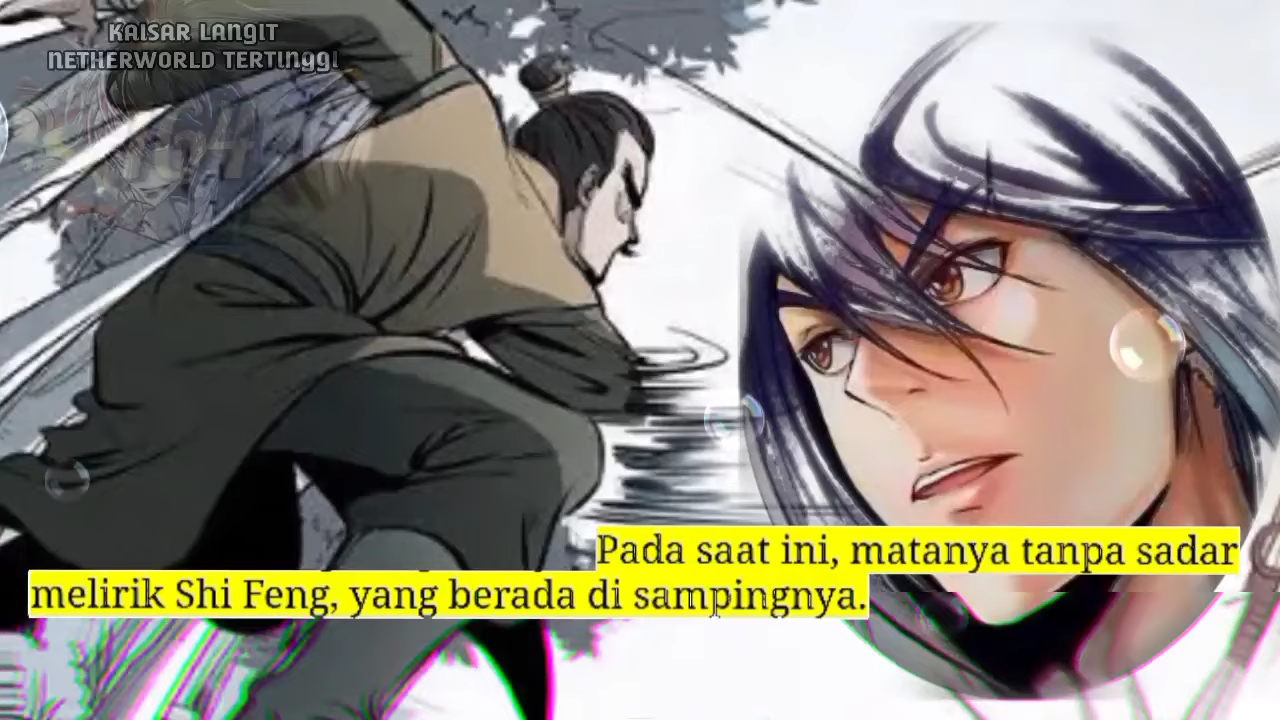 KAISAR LANGIT
NETHERWORLD TERTINGGI
Pada saat ini, matanya tanpa sadar
melirik Shi Feng, yang berada di sampingnya.